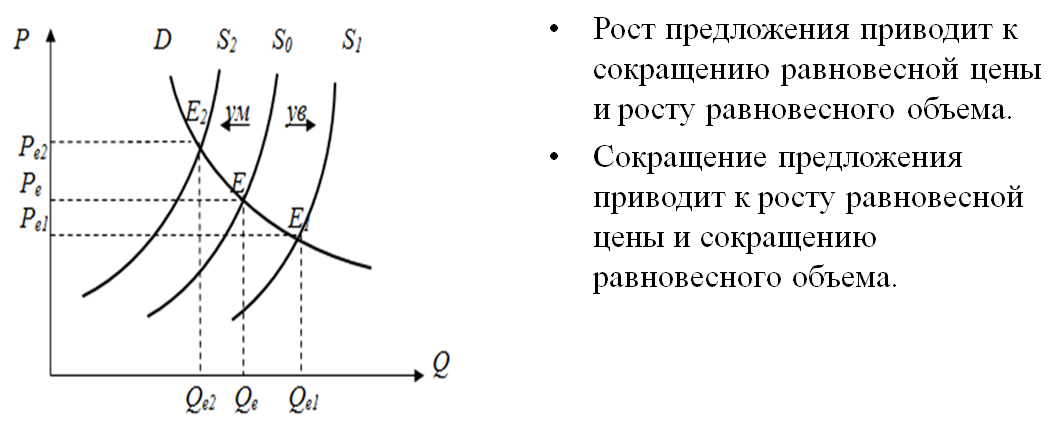 P D S2 S0 S1
E2 ум ув
Pe2
Pe E
Pe1 E1
Q
Qe2 Qe Qe1
• Рост предложения приводит к
сокращению равновесной цены
и росту равновесного объема.
• Сокращение предложения
приводит к росту равновесной
цены и сокращению
равновесного объема.